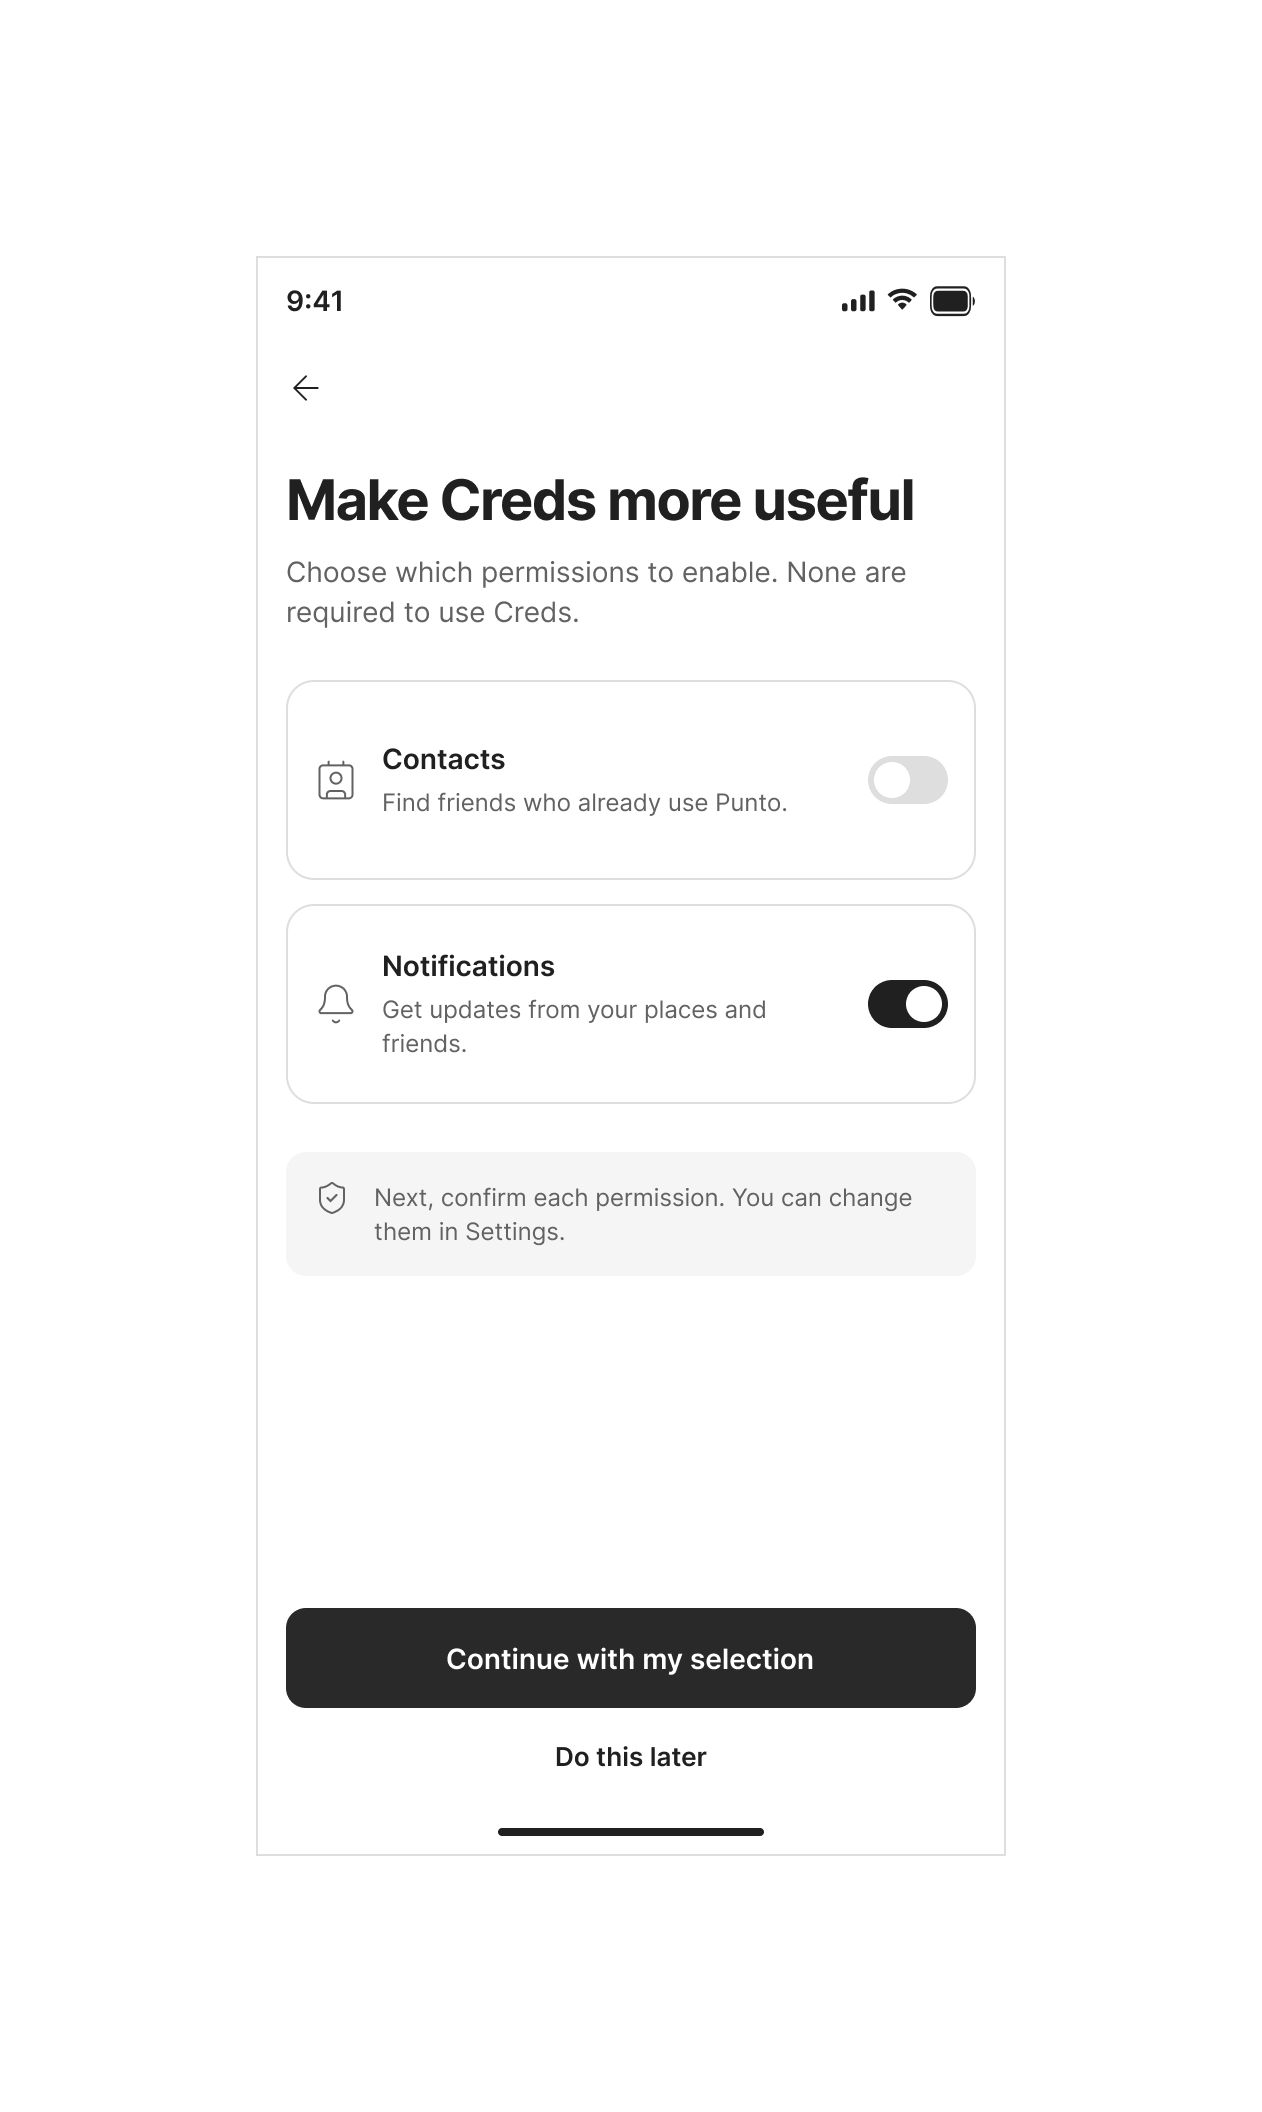 9:41
Make Creds more useful
Choose which permissions to enable. None are
required to use Creds.
Contacts
Find friends who already use Punto.
Notifications
Get updates from your places and
friends.
Next, confirm each permission. You can change
them in Settings.
Continue with my selection
Do this later